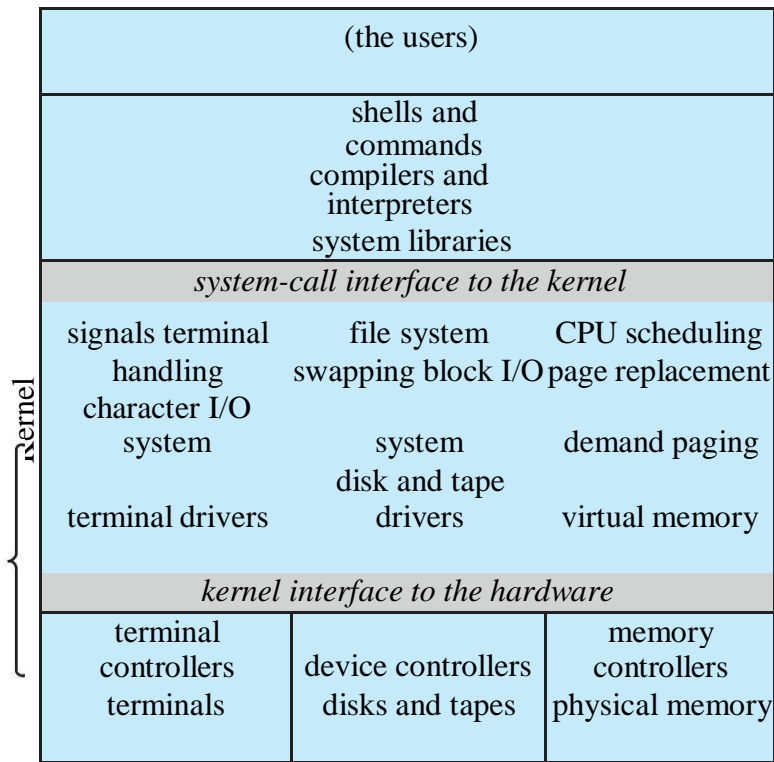 (the users)
shells and
commands
compilers and
interpreters
system libraries
system-call interface to the kernel
Kernel
signals terminal
handling
character I/O
system
terminal drivers
file system
swapping block I/O
system
disk and tape
drivers
CPU scheduling
page replacement
demand paging
virtual memory
kernel interface to the hardware
terminal
controllers
terminals
device controllers
disks and tapes
memory
controllers
physical memory